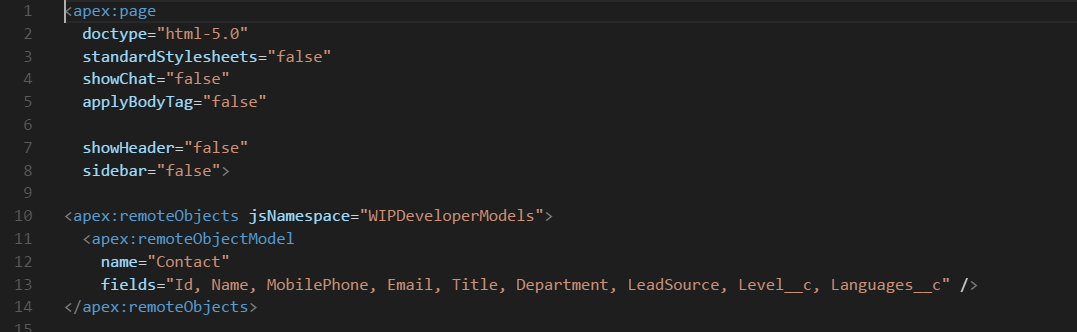 1 <apex:page
2 doctype="html-5.0"
3 standardStylesheets="false"
4 showChat="false"
5 applyBodyTag="false"
6
7 showHeader="false"
8 sidebar="false">
9
10 <apex:remoteObjects jsNamespace="WIPDeveloperModels">
11 <apex:remoteObjectModel
12 name="Contact"
13 fields="Id, Name, MobilePhone, Email, Title, Department, LeadSource, Level__c, Languages__c" />
14 </apex:remoteObjects>
15